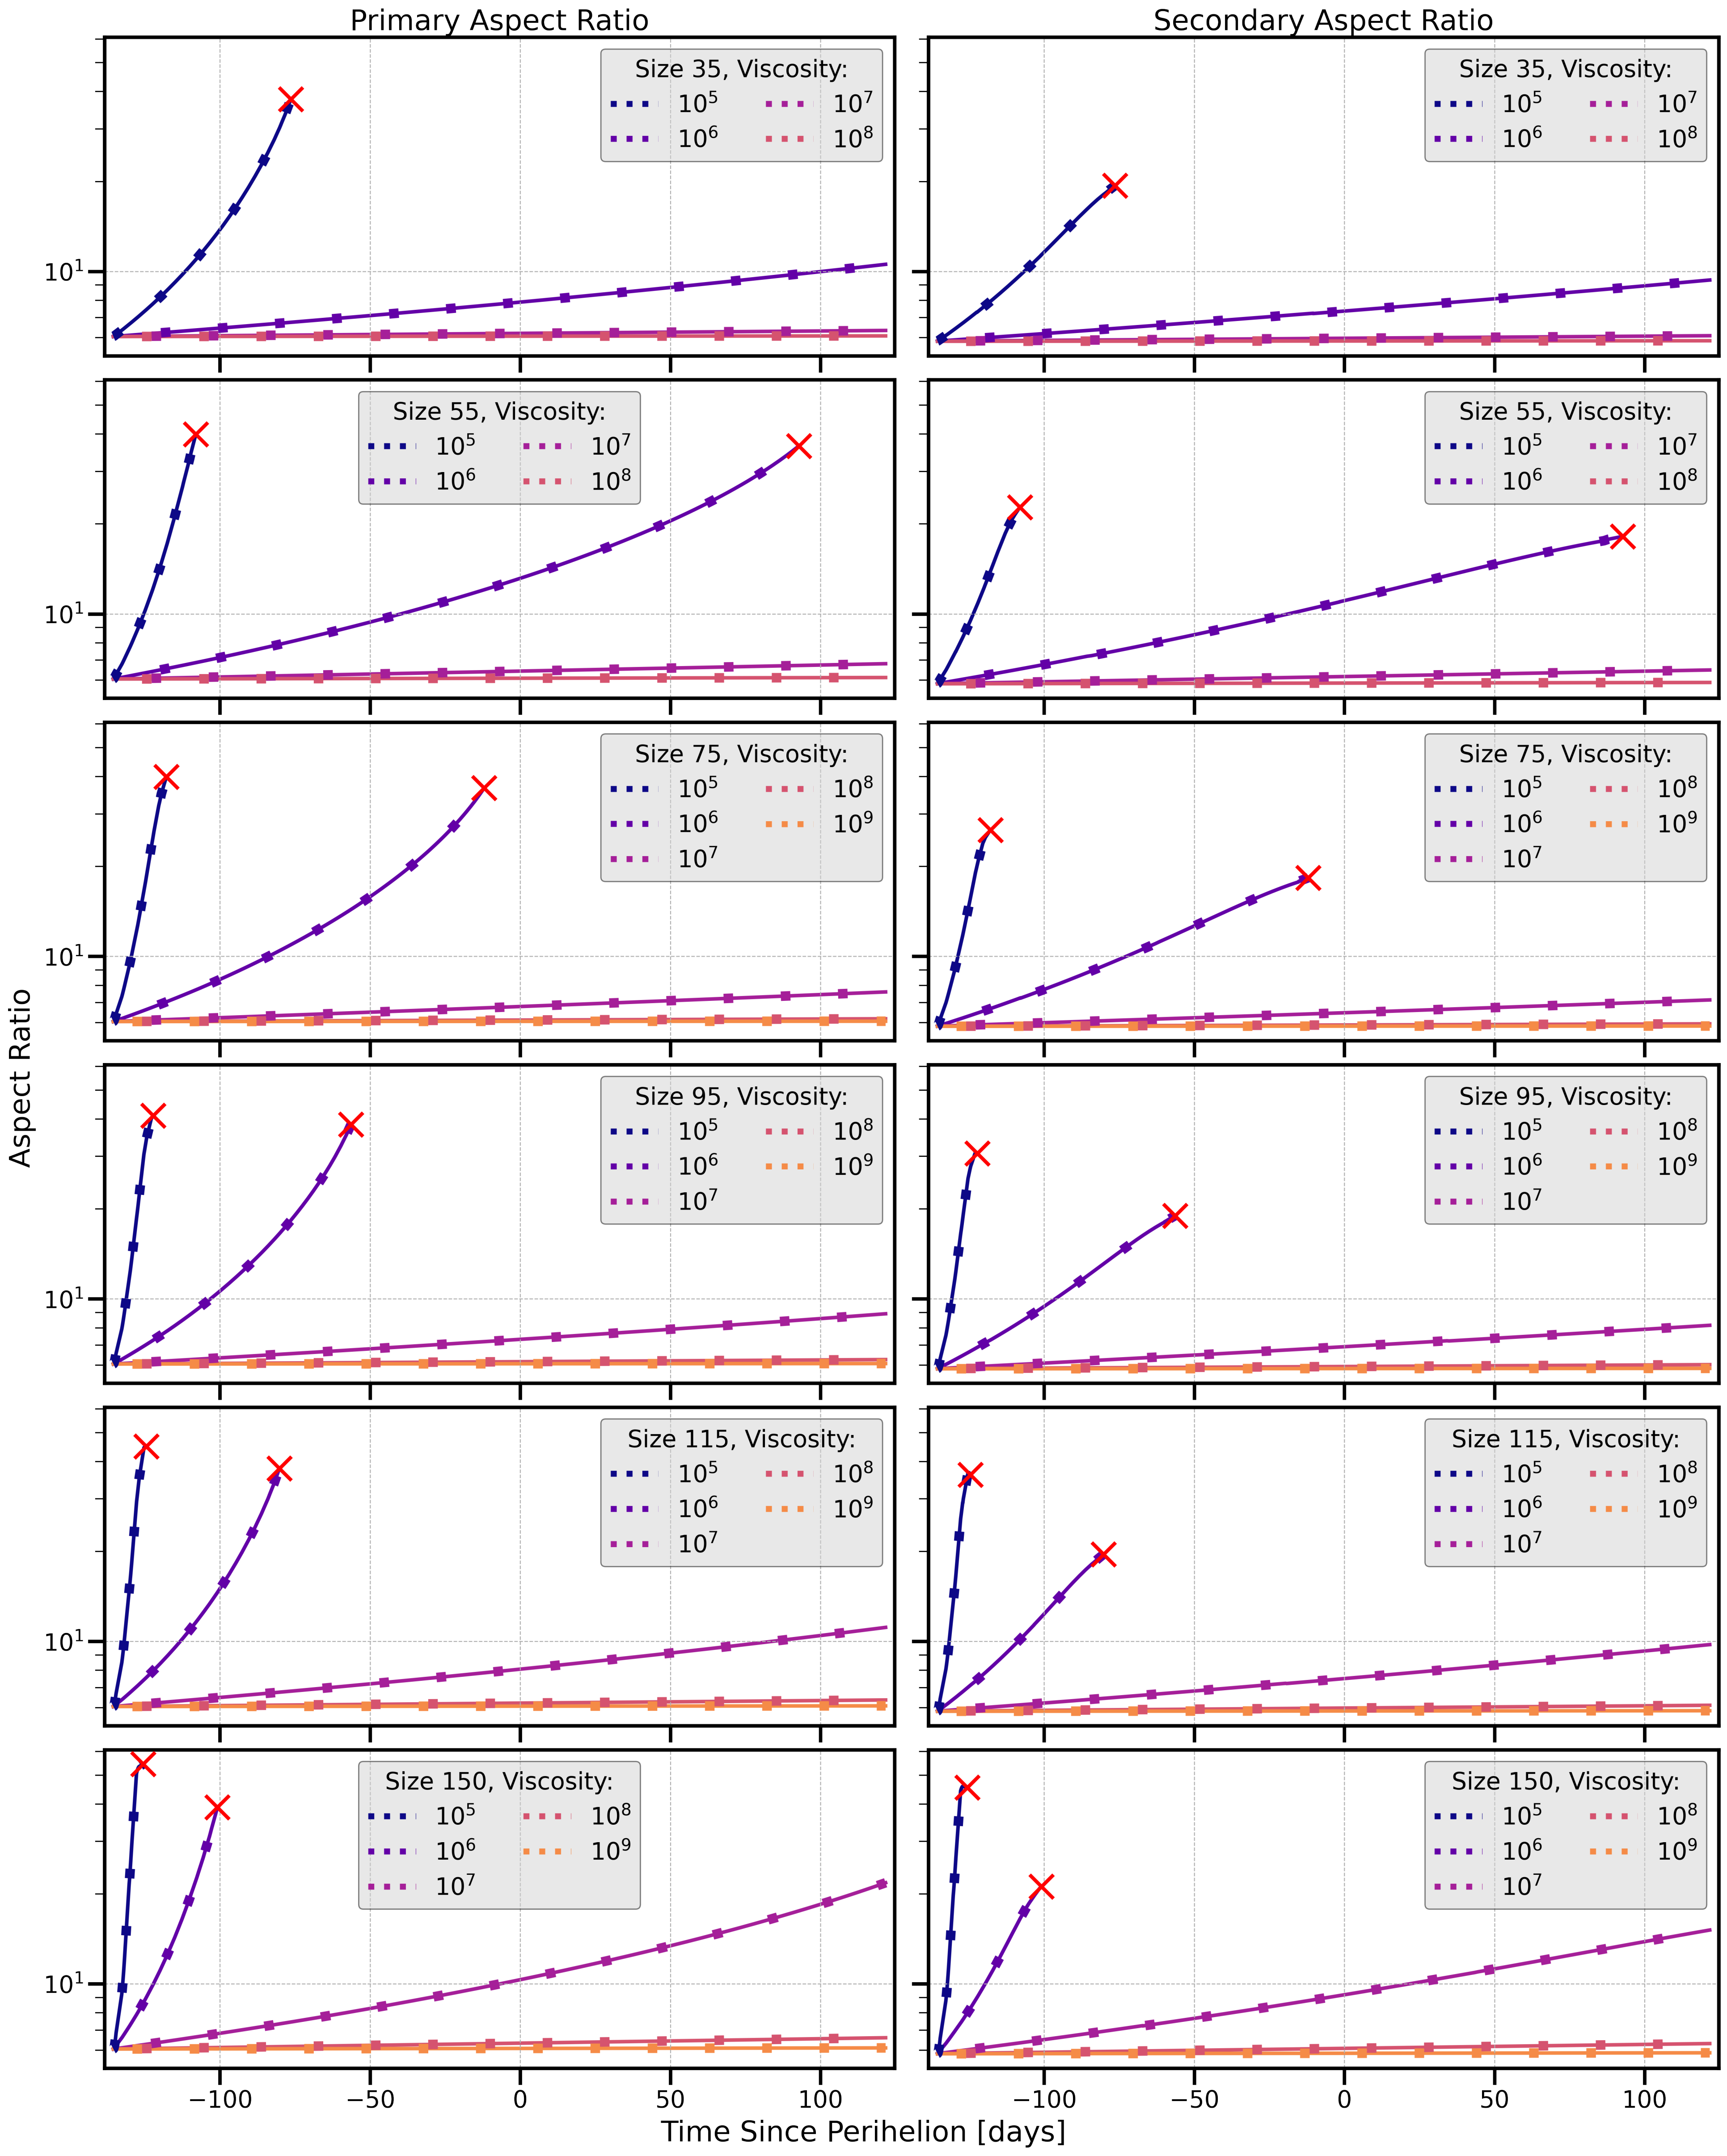 Primary Aspect Ratio
Secondary Aspect Ratio
Size 35, Viscosity:
10⁵ 10⁷
10⁶ 10⁸
10¹
Size 35, Viscosity:
10⁵ 10⁷
10⁶ 10⁸
Size 55, Viscosity:
10⁵ 10⁷
10⁶ 10⁸
10¹
Size 55, Viscosity:
10⁵ 10⁷
10⁶ 10⁸
Size 75, Viscosity:
10⁵ 10⁸
10⁶ 10⁹
10⁷
10¹
Size 75, Viscosity:
10⁵ 10⁸
10⁶ 10⁹
10⁷
Aspect Ratio
Size 95, Viscosity:
10⁵ 10⁸
10⁶ 10⁹
10⁷
10¹
Size 95, Viscosity:
10⁵ 10⁸
10⁶ 10⁹
10⁷
Size 115, Viscosity:
10⁵ 10⁸
10⁶ 10⁹
10⁷
10¹
Size 115, Viscosity:
10⁵ 10⁸
10⁶ 10⁹
10⁷
Size 150, Viscosity:
10⁵ 10⁸
10⁶ 10⁹
10⁷
10¹
Size 150, Viscosity:
10⁵ 10⁸
10⁶ 10⁹
10⁷
−100 −50 0 50 100
−100 −50 0 50 100
Time Since Perihelion [days]